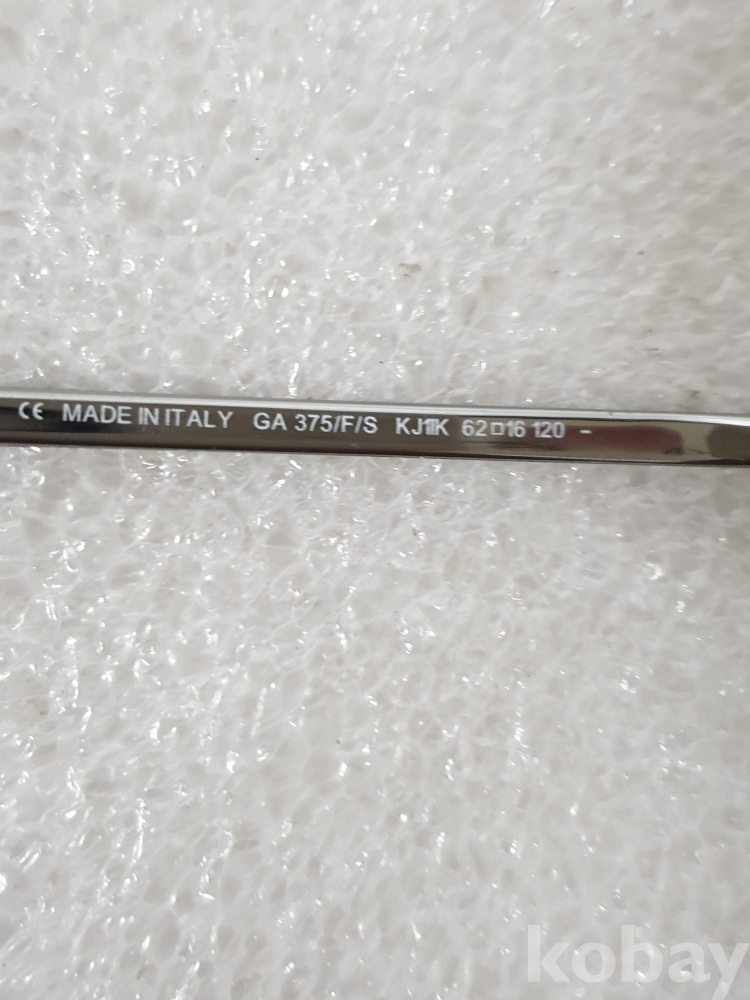 CE MADE IN ITALY GA 375/F/S KJ1IK 62□16 120 -
kobay